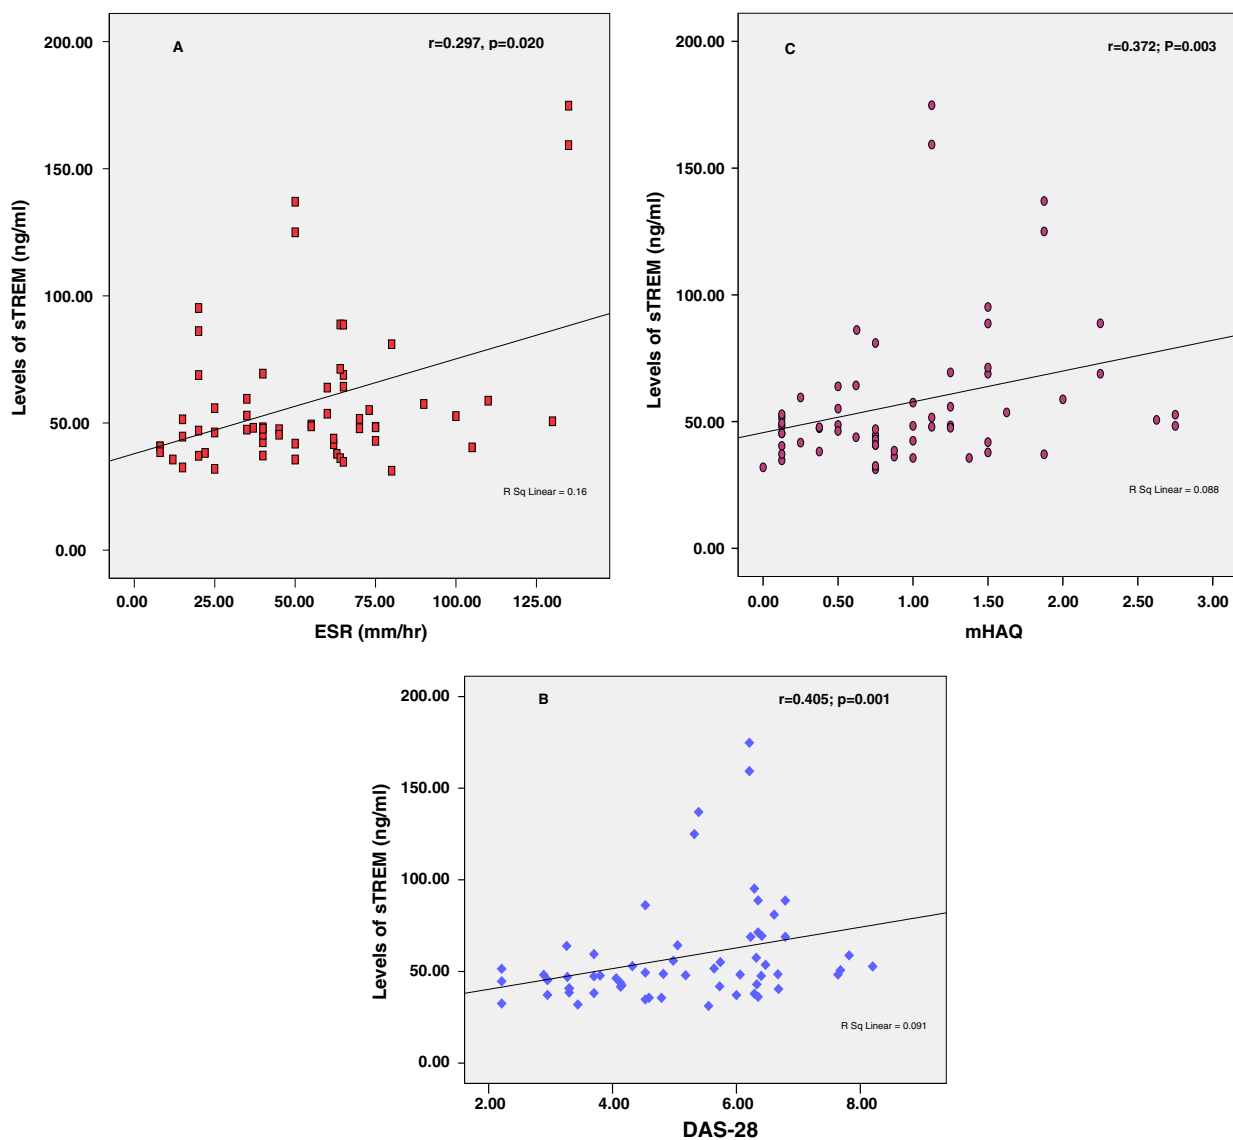 A
r=0.297, p=0.020
200.00
150.00
100.00
50.00
0.00
Levels of sTREM (ng/ml)
R Sq Linear = 0.16
0.00 25.00 50.00 75.00 100.00 125.00
ESR (mm/hr)
C
r=0.372; P=0.003
200.00
150.00
100.00
50.00
0.00
Levels of sTREM (ng/ml)
R Sq Linear = 0.088
0.00 0.50 1.00 1.50 2.00 2.50 3.00
mHAQ
B
r=0.405; p=0.001
200.00
150.00
100.00
50.00
0.00
Levels of sTREM (ng/ml)
R Sq Linear = 0.091
2.00 4.00 6.00 8.00
DAS-28